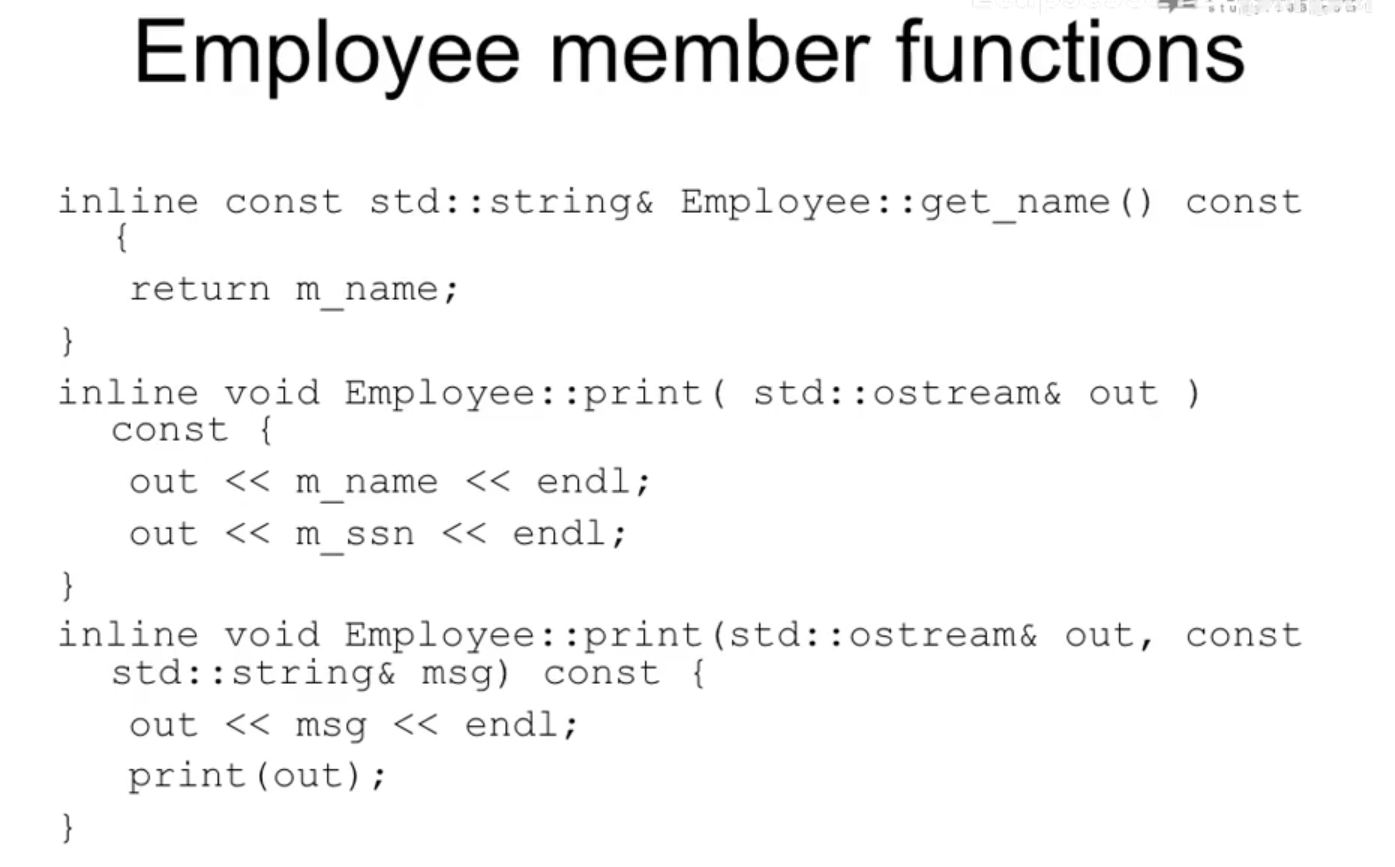 Employee member functions
inline const std::string& Employee::get_name() const
{
return m_name;
}
inline void Employee::print( std::ostream& out )
const {
out << m_name << endl;
out << m_ssn << endl;
}
inline void Employee::print(std::ostream& out, const
std::string& msg) const {
out << msg << endl;
print(out);
}